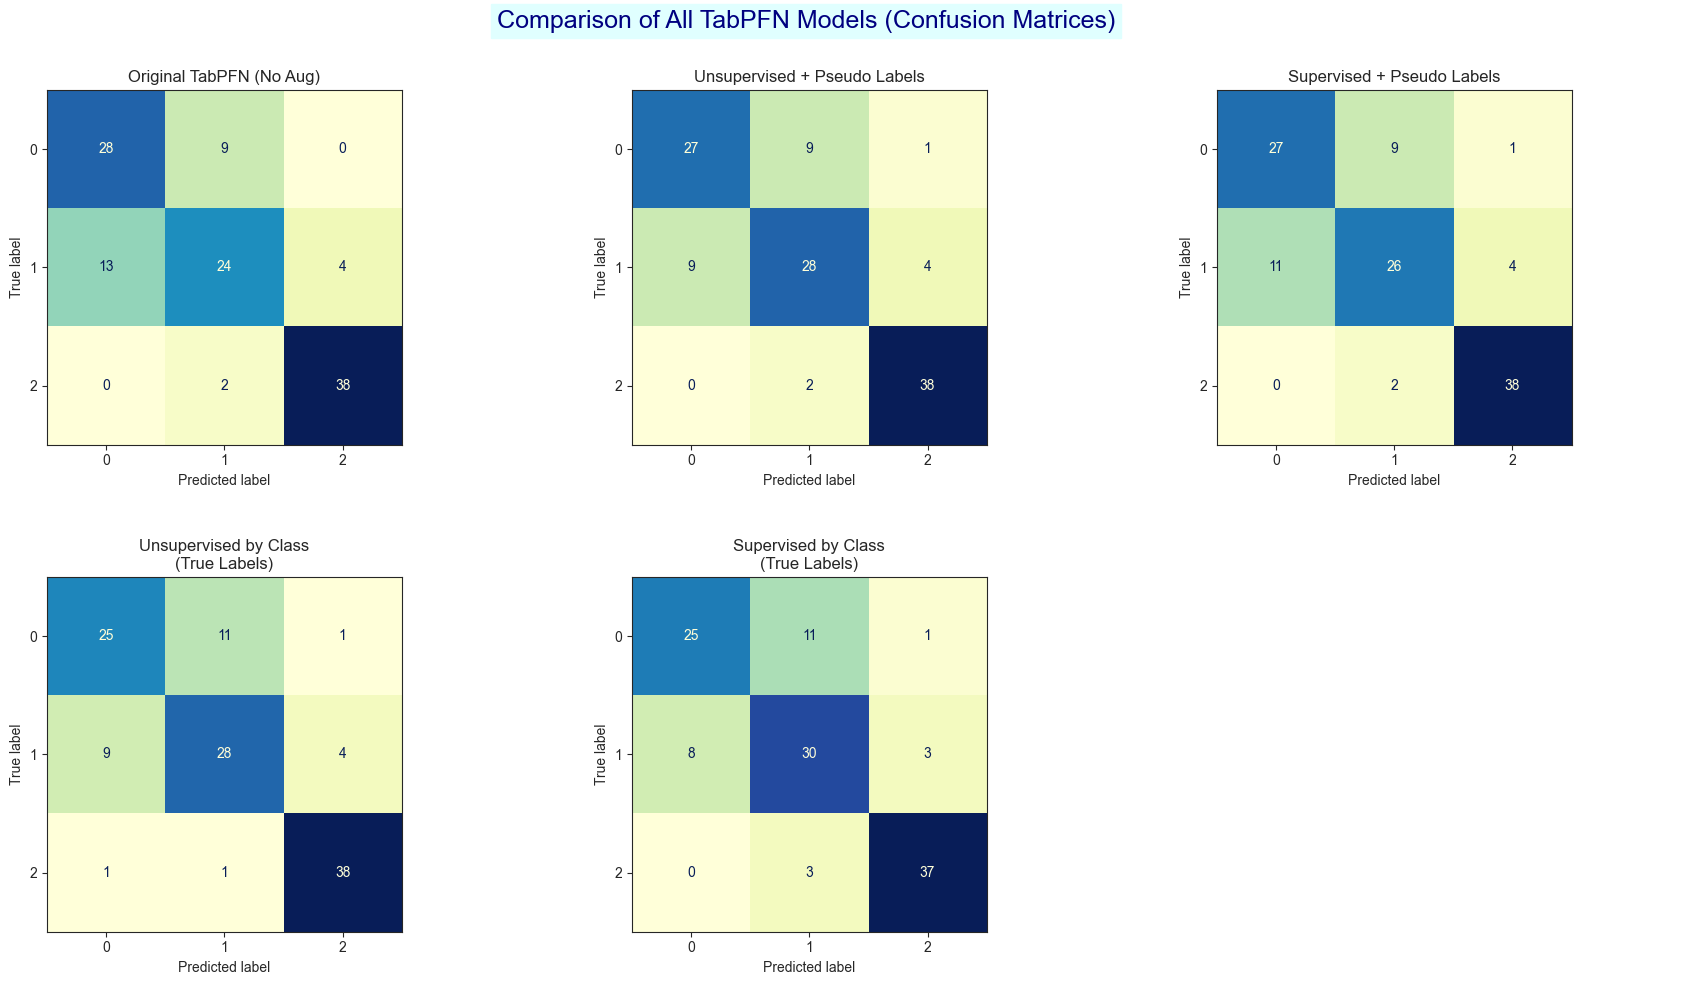 Comparison of All TabPFN Models (Confusion Matrices)
Original TabPFN (No Aug)
True label
0
28
9
0
1
13
24
4
2
0
2
38
0 1 2
Predicted label
Unsupervised + Pseudo Labels
True label
0
27
9
1
1
9
28
4
2
0
2
38
0 1 2
Predicted label
Supervised + Pseudo Labels
True label
0
27
9
1
1
11
26
4
2
0
2
38
0 1 2
Predicted label
Unsupervised by Class
(True Labels)
True label
0
25
11
1
1
9
28
4
2
1
1
38
0 1 2
Predicted label
Supervised by Class
(True Labels)
True label
0
25
11
1
1
8
30
3
2
0
3
37
0 1 2
Predicted label